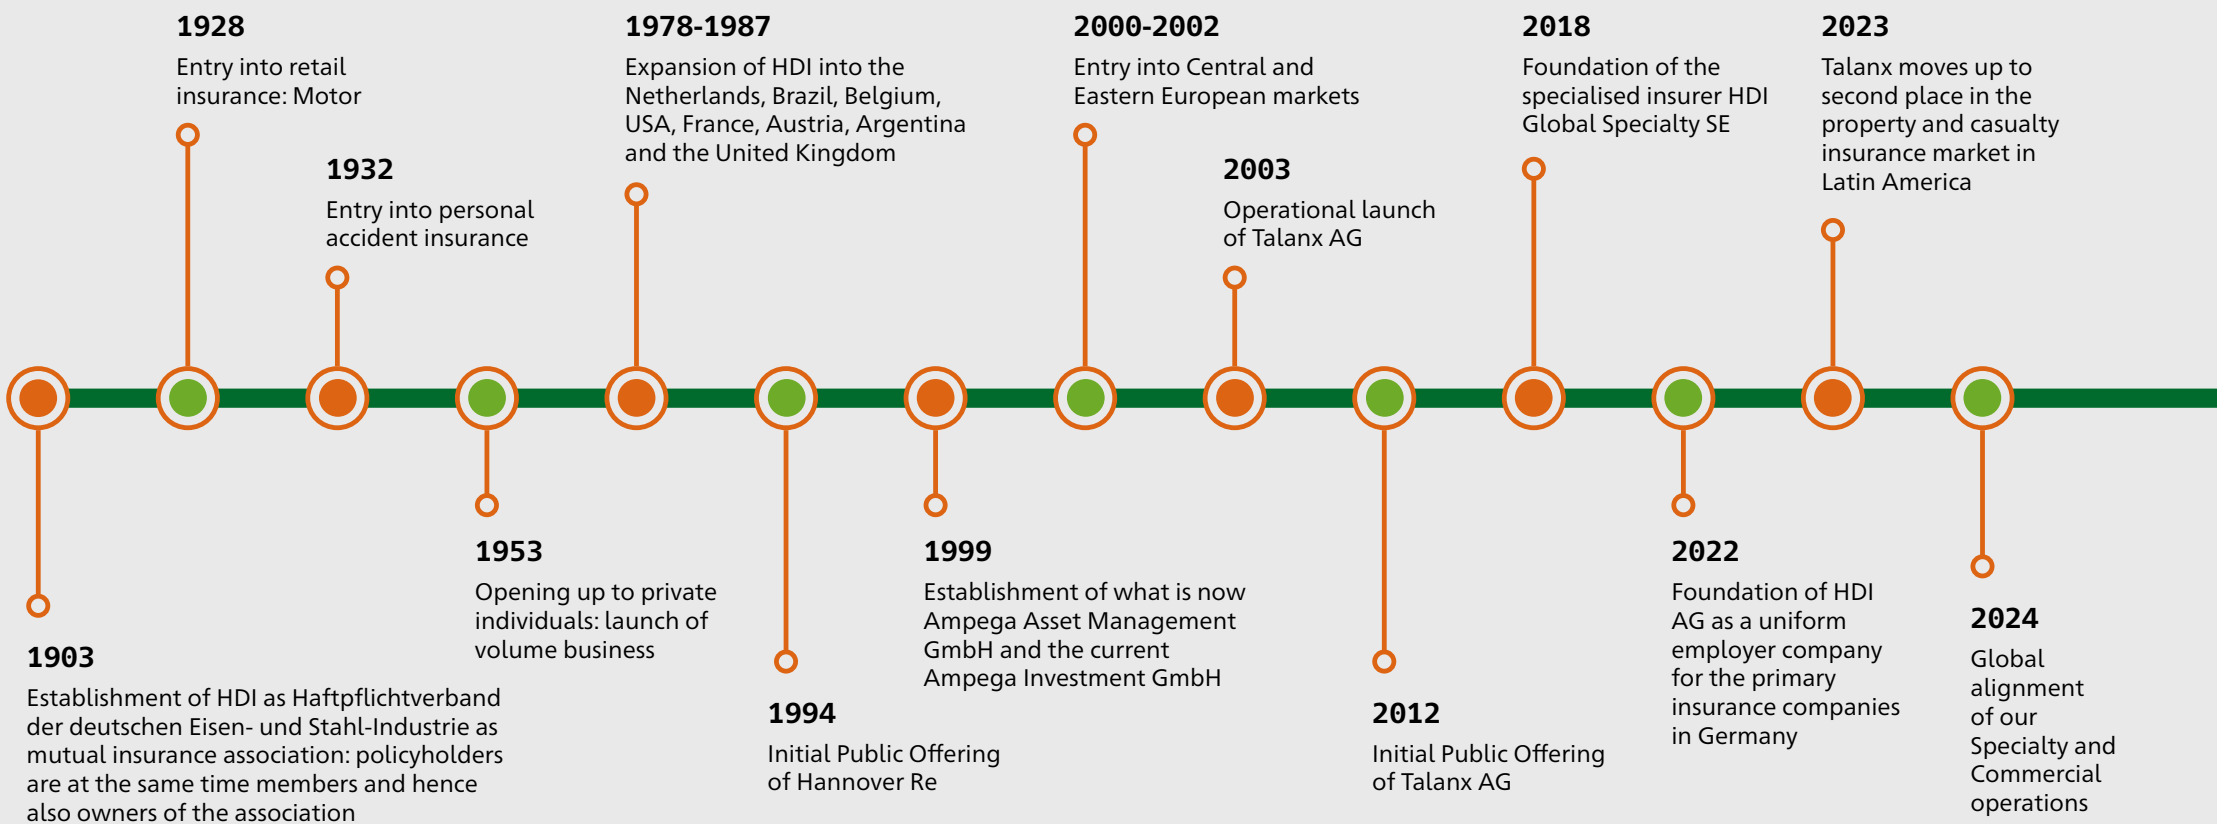 1903
Establishment of HDI as Haftpflichtverband
der deutschen Eisen- und Stahl-Industrie as
mutual insurance association: policyholders
are at the same time members and hence
also owners of the association
1928
Entry into retail
insurance: Motor
1932
Entry into personal
accident insurance
1953
Opening up to private
individuals: launch of
volume business
1978-1987
Expansion of HDI into the
Netherlands, Brazil, Belgium,
USA, France, Austria, Argentina
and the United Kingdom
1994
Initial Public Offering
of Hannover Re
1999
Establishment of what is now
Ampega Asset Management
GmbH and the current
Ampega Investment GmbH
2000-2002
Entry into Central and
Eastern European markets
2003
Operational launch
of Talanx AG
2012
Initial Public Offering
of Talanx AG
2018
Foundation of the
specialised insurer HDI
Global Specialty SE
2022
Foundation of HDI
AG as a uniform
employer company
for the primary
insurance companies
in Germany
2023
Talanx moves up to
second place in the
property and casualty
insurance market in
Latin America
2024
Global
alignment
of our
Specialty and
Commercial
operations